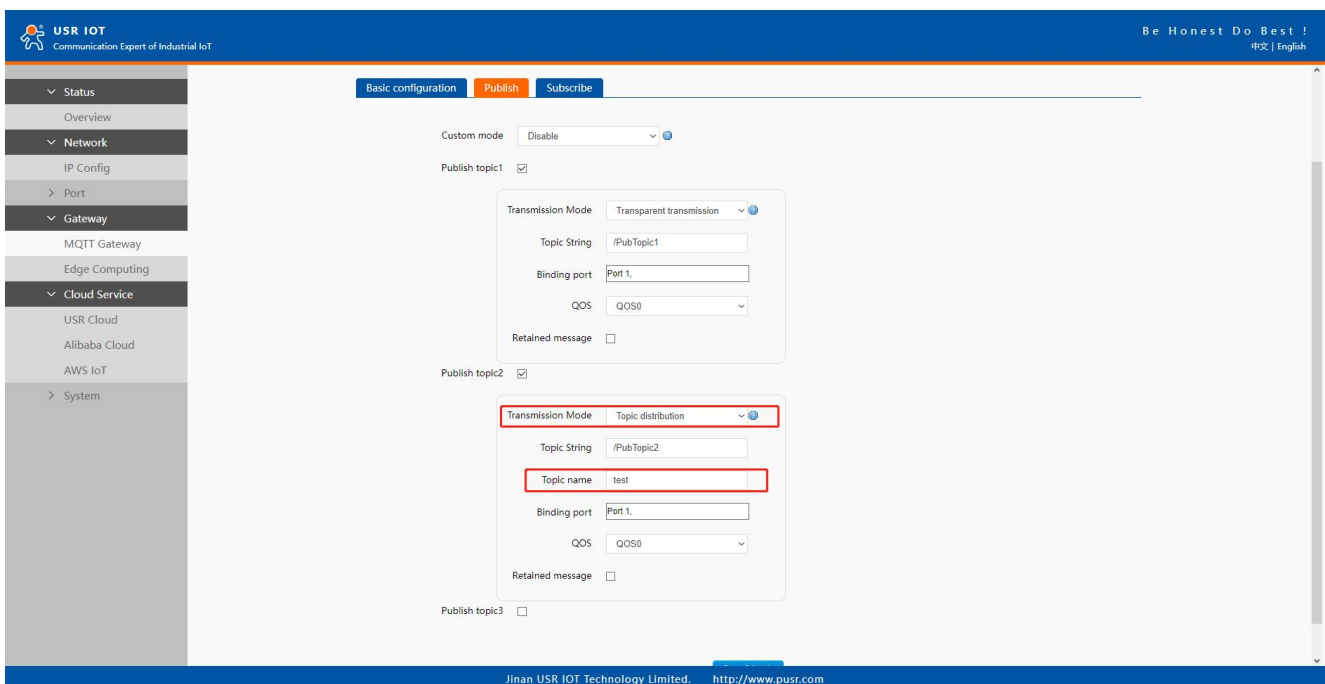 USR IOT
Communication Expert of Industrial IoT
Be Honest Do Best !
中文 | English
Status
Overview
Network
IP Config
Port
Gateway
MQTT Gateway
Edge Computing
Cloud Service
USR Cloud
Alibaba Cloud
AWS IoT
System
Basic configuration Publish Subscribe
Custom mode Disable
Publish topic1
Transmission Mode Transparent transmission
Topic String /PubTopic1
Binding port Port 1,
QOS QOS0
Retained message
Publish topic2
Transmission Mode Topic distribution
Topic String /PubTopic2
Topic name test
Binding port Port 1,
QOS QOS0
Retained message
Publish topic3
Jinan USR IOT Technology Limited. http://www.pusr.com